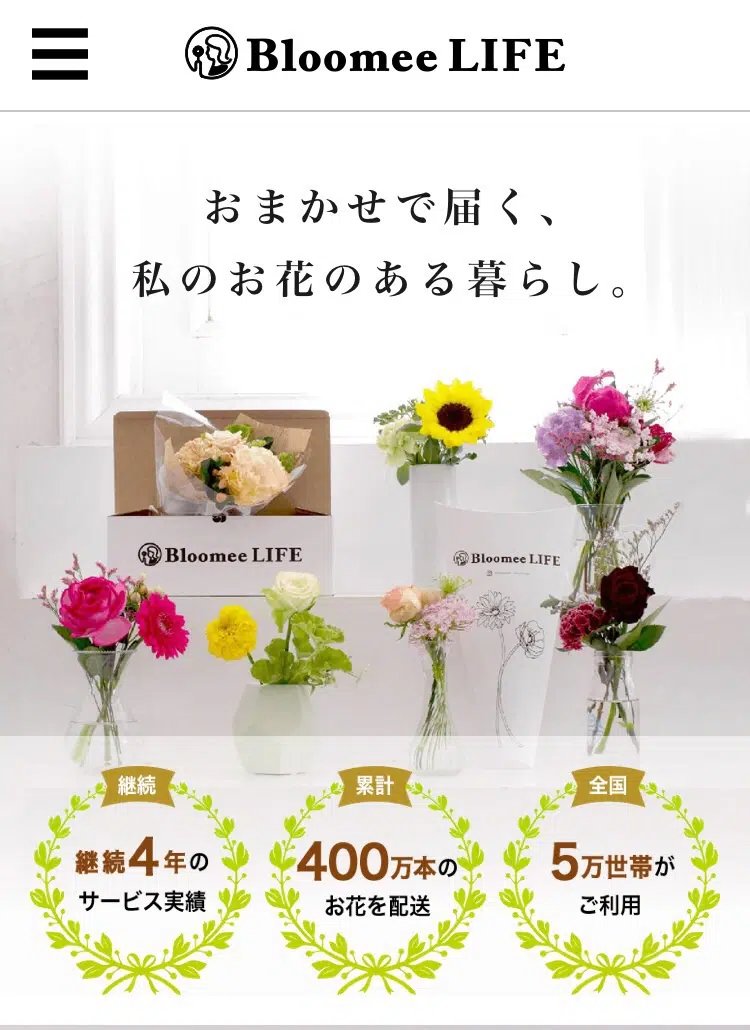 Bloomee LIFE
おまかせで届く、
私のお花のある暮らし。
Bloomee LIFE
Bloomee LIFE
継続
継続4年の
サービス実績
累計
400万本の
お花を配送
全国
5万世帯が
ご利用